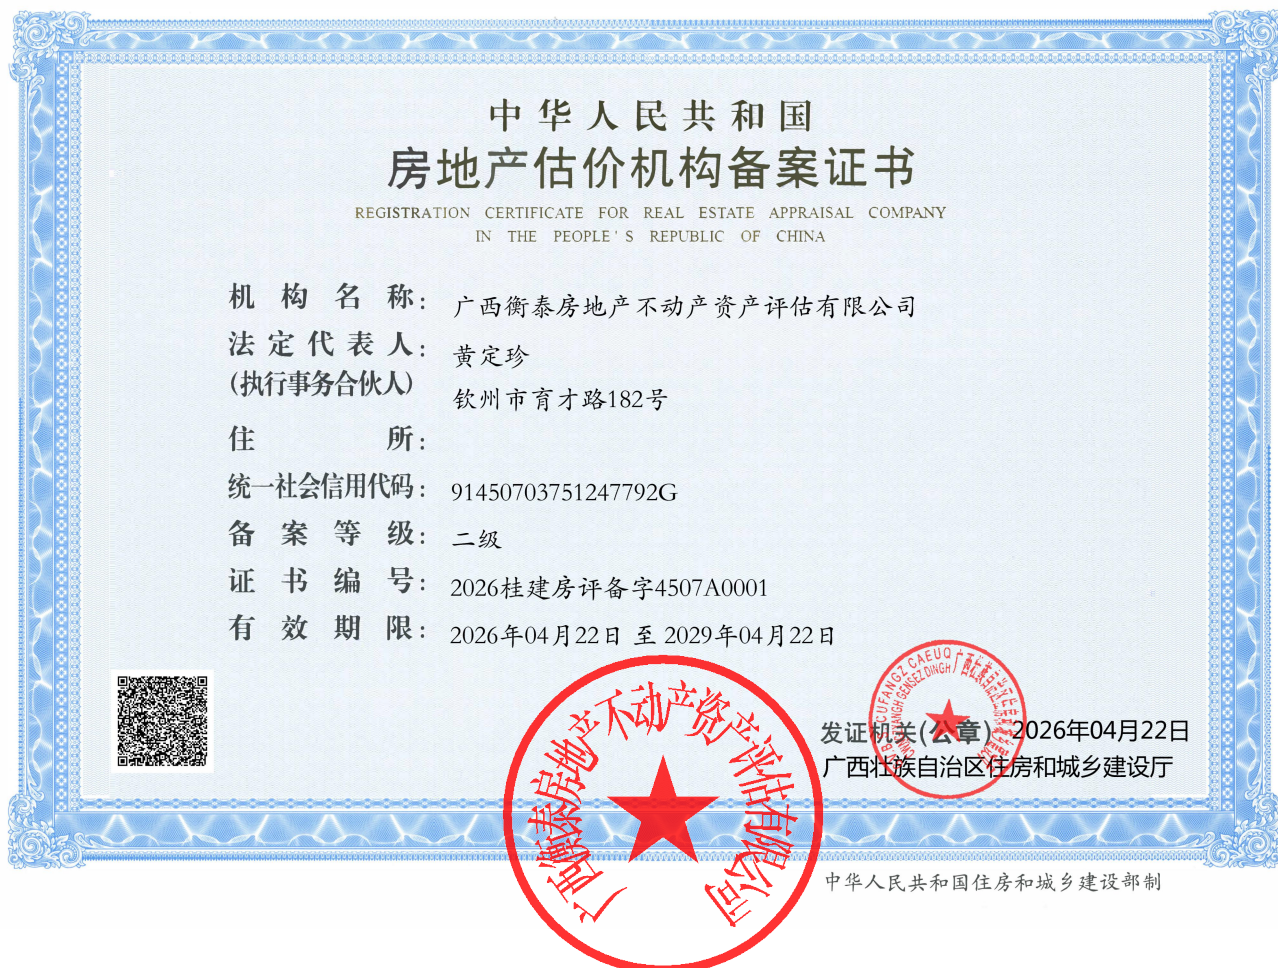 中华人民共和国
房地产估价机构备案证书
REGISTRATION CERTIFICATE FOR REAL ESTATE APPRAISAL COMPANY
IN THE PEOPLE'S REPUBLIC OF CHINA
机构名称： 广西衡泰房地产不动产资产评估有限公司
法定代表人： 黄定珍
(执行事务合伙人)
钦州市育才路182号
住所：
统一社会信用代码： 91450703751247792G
备案等级： 二级
证书编号： 2026桂建房评备字4507A0001
有效期限： 2026年04月22日 至 2029年04月22日
广西衡泰房地产不动产资产评估有限公司
发证机关(公章) 2026年04月22日
广西壮族自治区住房和城乡建设厅
中华人民共和国住房和城乡建设部制